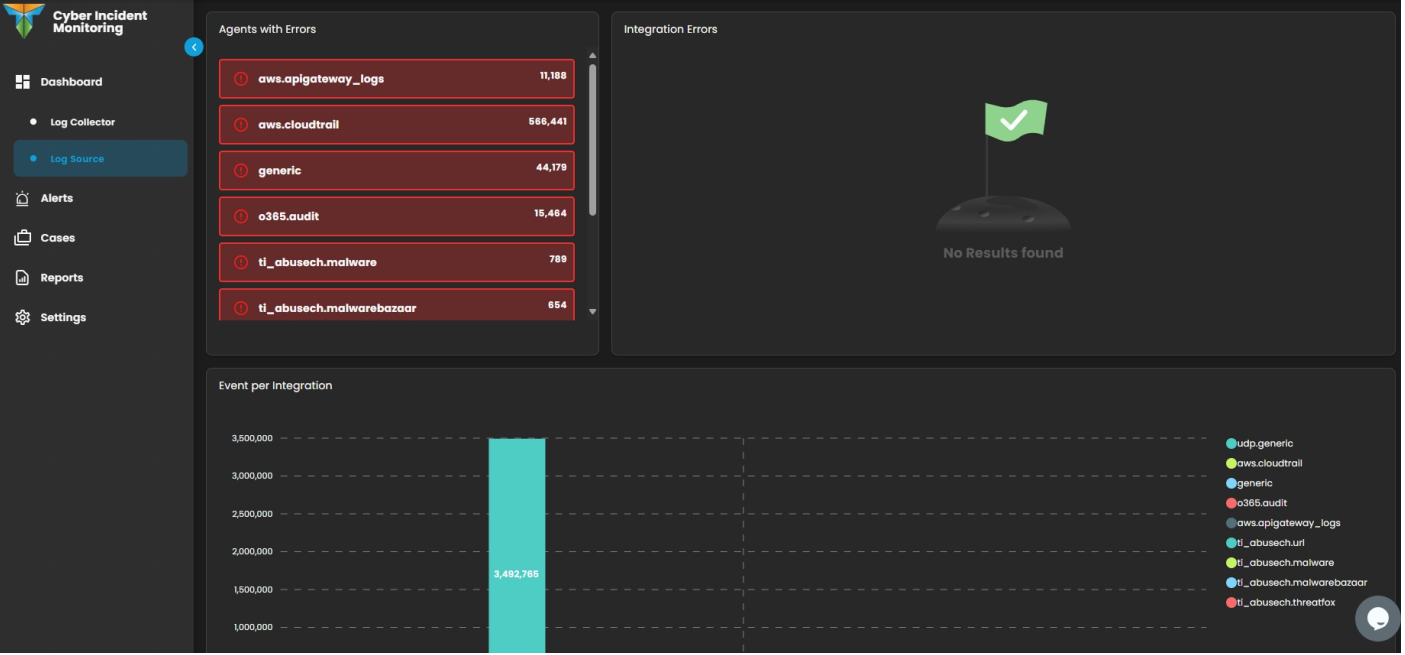 Cyber Incident
Monitoring
Dashboard
Log Collector
Log Source
Alerts
Cases
Reports
Settings
Agents with Errors
aws.apigateway_logs 11,188
aws.cloudtrail 566,441
generic 44,179
o365.audit 15,464
ti_abusech.malware 789
ti_abusech.malwarebazaar 654
Integration Errors
No Results found
Event per Integration
3,500,000
3,000,000
2,500,000
2,000,000
1,500,000
1,000,000
3,492,765
udp.generic
aws.cloudtrail
generic
o365.audit
aws.apigateway_logs
ti_abusech.url
ti_abusech.malware
ti_abusech.malwarebazaar
ti_abusech.threatfox